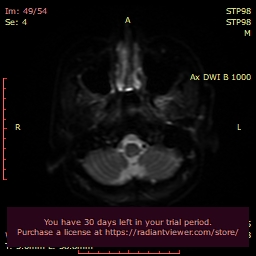 Im: 49/54
Se: 4
A
STP98
STP98
M
Ax DWI B 1000
R
L
You have 30 days left in your trial period.
Purchase a license at https://radiantviewer.com/store/